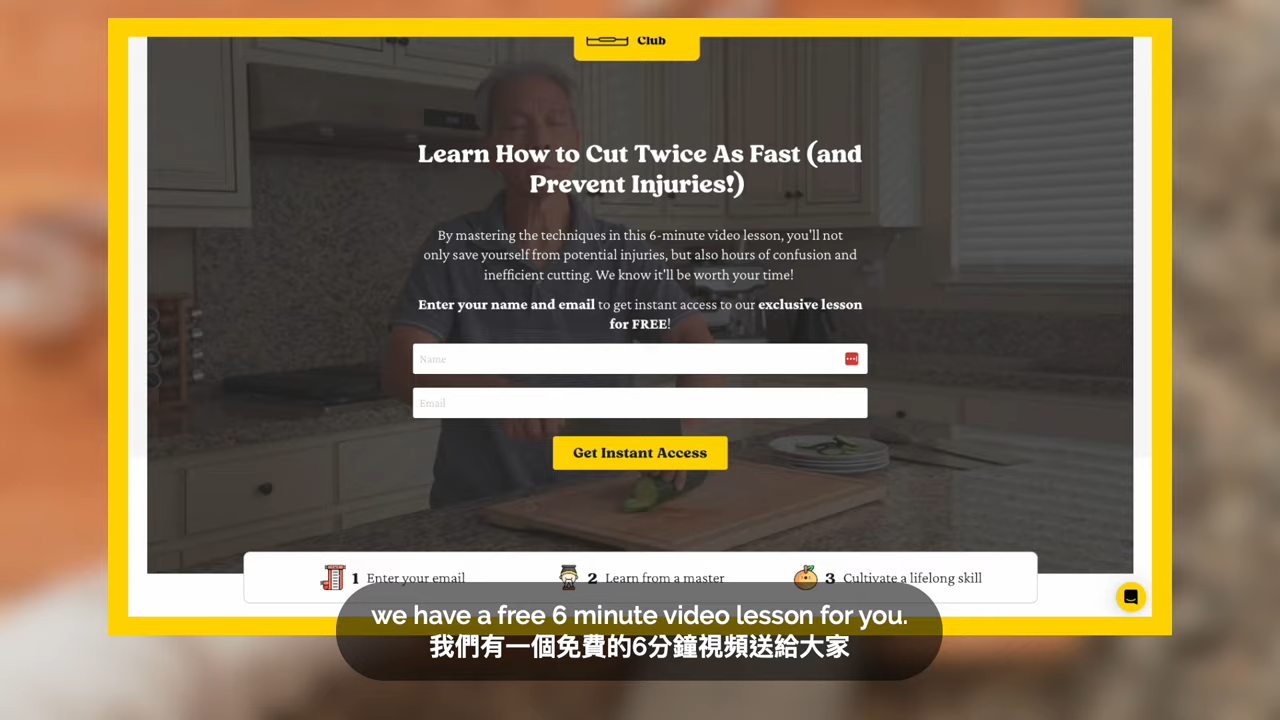 Club
Learn How to Cut Twice As Fast (and
Prevent Injuries!)
By mastering the techniques in this 6-minute video lesson, you'll not
only save yourself from potential injuries, but also hours of confusion and
inefficient cutting. We know it'll be worth your time!
Enter your name and email to get instant access to our exclusive lesson
for FREE!
Name
Email
Get Instant Access
1 Enter your email
2 Learn from a master
3 Cultivate a lifelong skill
we have a free 6 minute video lesson for you.
我們有一個免費的6分鐘視頻送給大家